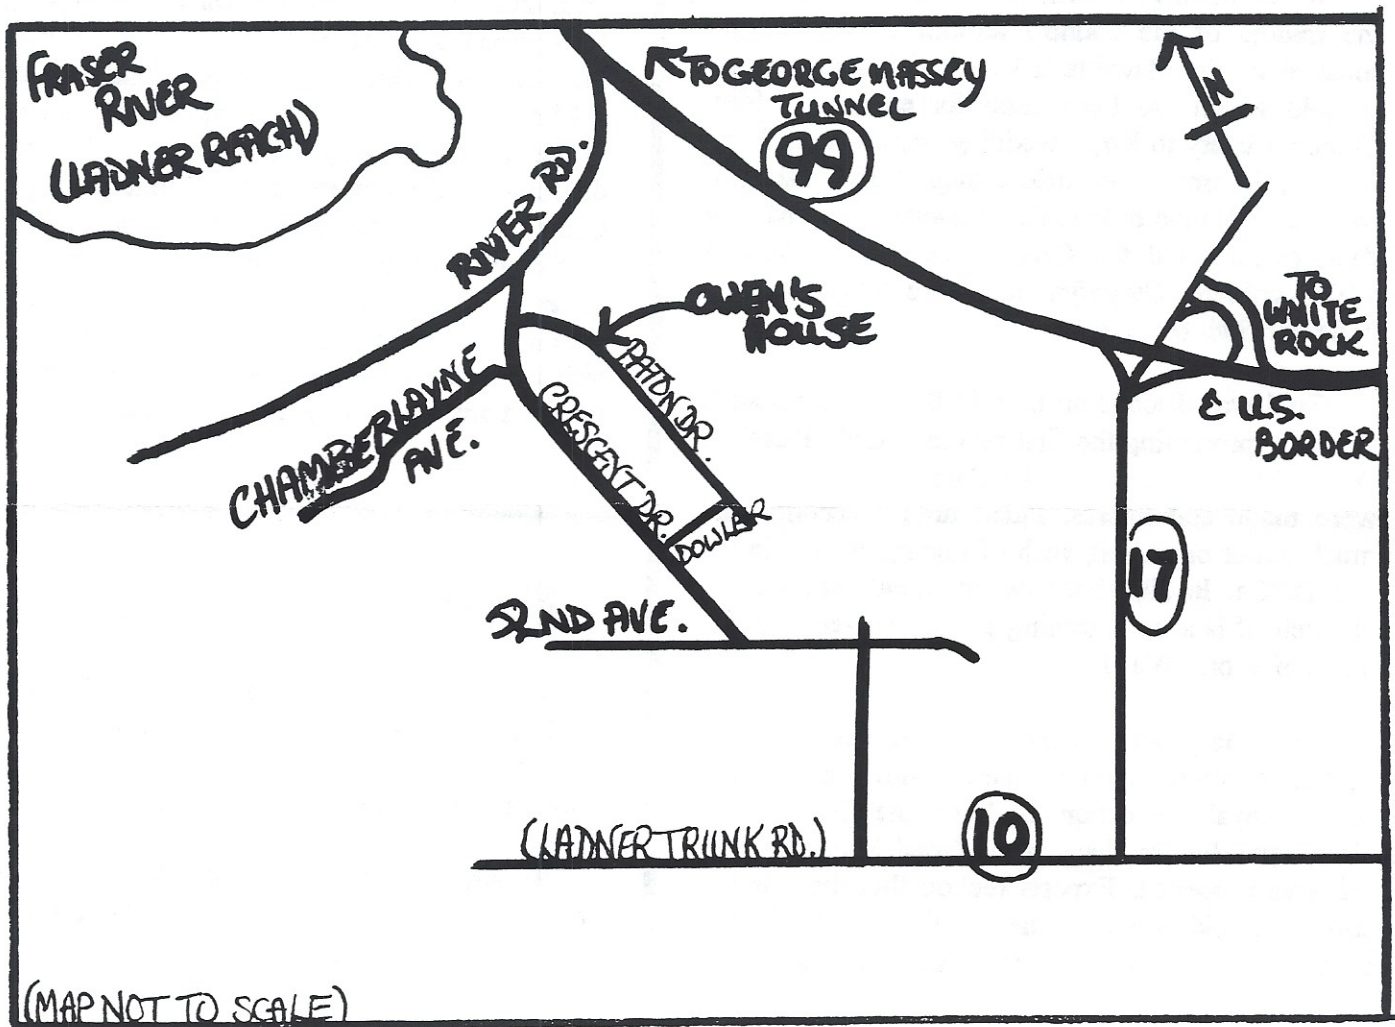 FRASER
RIVER
(LADNER REACH)
TO GEORGE MASSEY
TUNNEL
99
N
RIVER RD.
OWEN'S
HOUSE
TO
WHITE
ROCK
& U.S.
BORDER
PATON DR.
CHAMBERLAYNE
AVE.
CRESCENT DR.
DOWLER
17
52ND AVE.
(LADNER TRUNK RD.)
10
(MAP NOT TO SCALE)